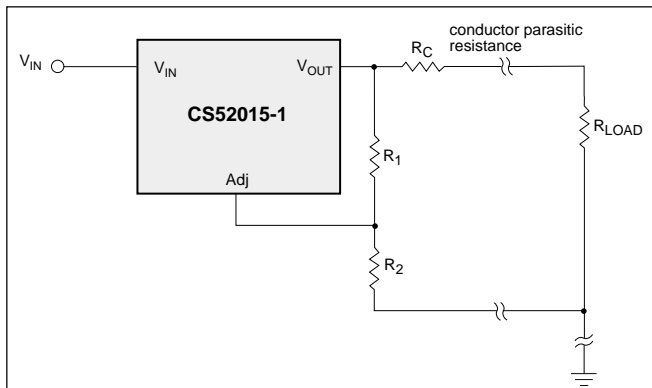 conductor parasitic
resistance
V_IN
V_IN
V_OUT
R_C
CS52015-1
R_LOAD
R_1
Adj
R_2